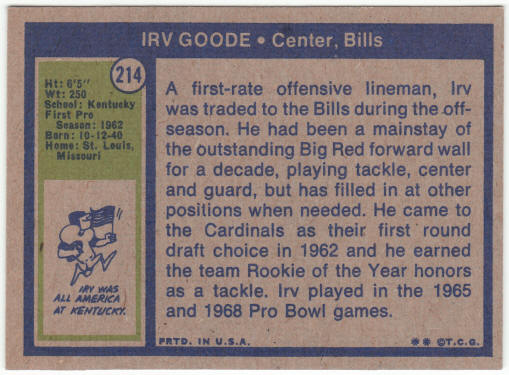 IRV GOODE • Center, Bills
214
Ht: 6'5"
Wt: 250
School: Kentucky
First Pro
Season: 1962
Born: 10-12-40
Home: St. Louis,
Missouri
IRV WAS
ALL AMERICA
AT KENTUCKY.
A first-rate offensive lineman, Irv
was traded to the Bills during the off-
season. He had been a mainstay of
the outstanding Big Red forward wall
for a decade, playing tackle, center
and guard, but has filled in at other
positions when needed. He came to
the Cardinals as their first round
draft choice in 1962 and he earned
the team Rookie of the Year honors
as a tackle. Irv played in the 1965
and 1968 Pro Bowl games.
PRTD. IN U.S.A.
** ©T.C.G.